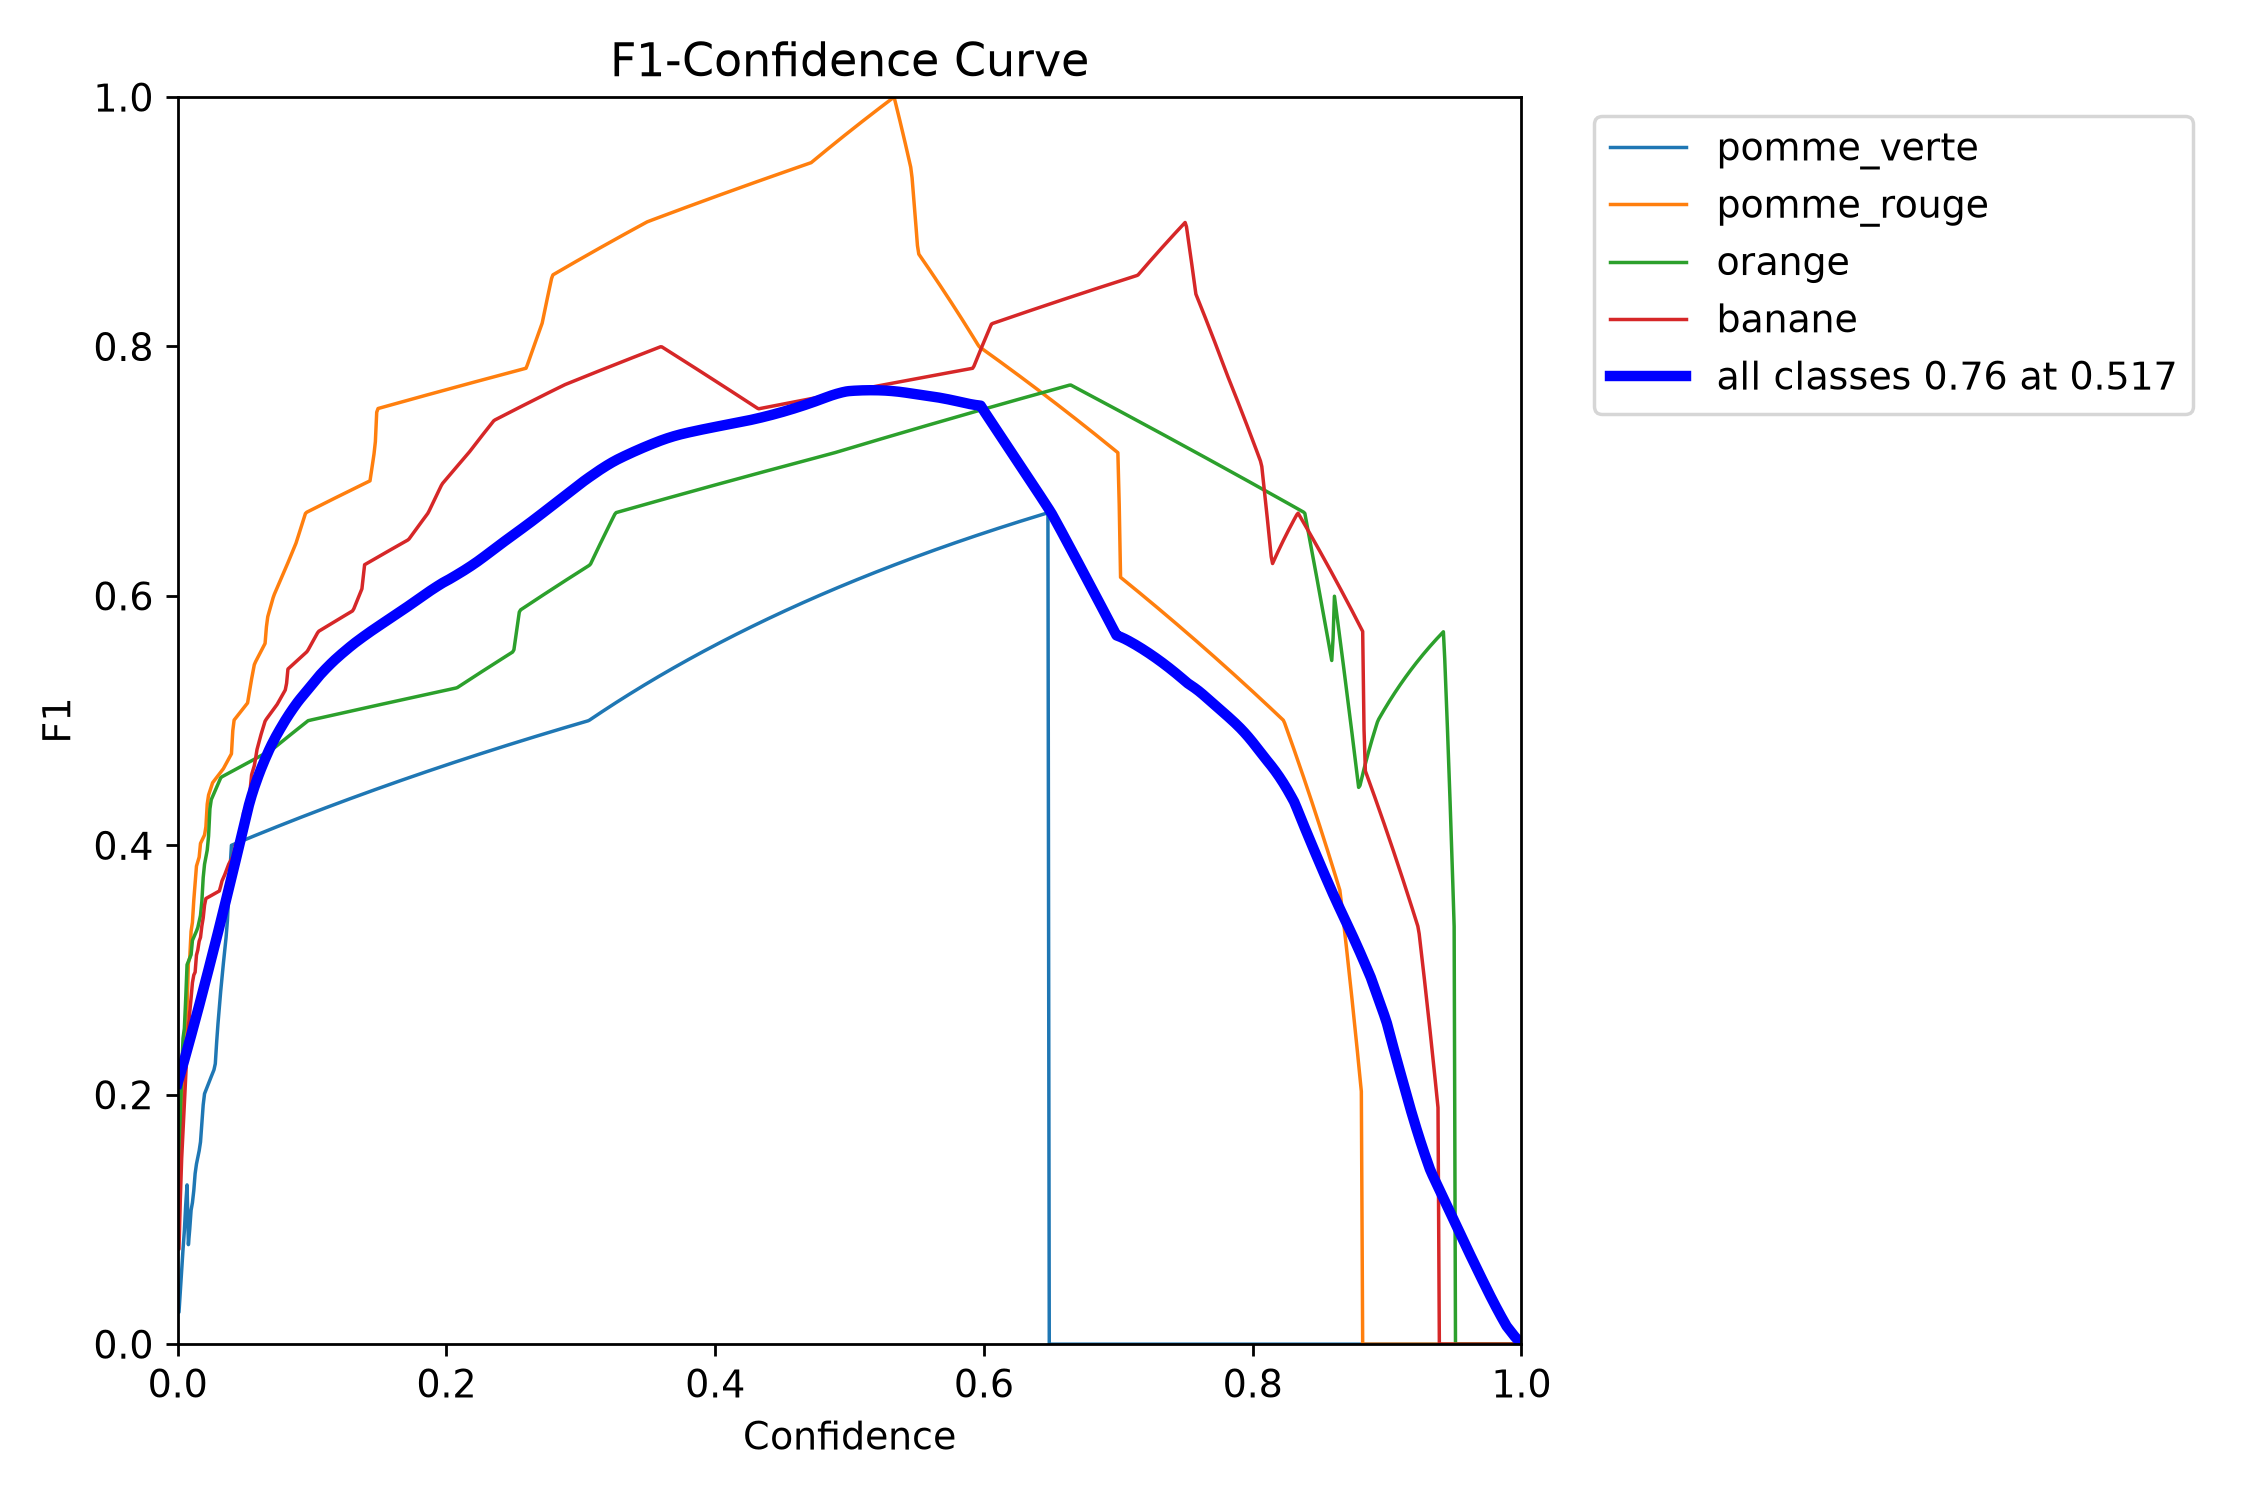 F1-Confidence Curve
1.0
0.8
0.6
0.4
0.2
0.0
F1
0.0 0.2 0.4 0.6 0.8 1.0
Confidence
pomme_verte
pomme_rouge
orange
banane
all classes 0.76 at 0.517